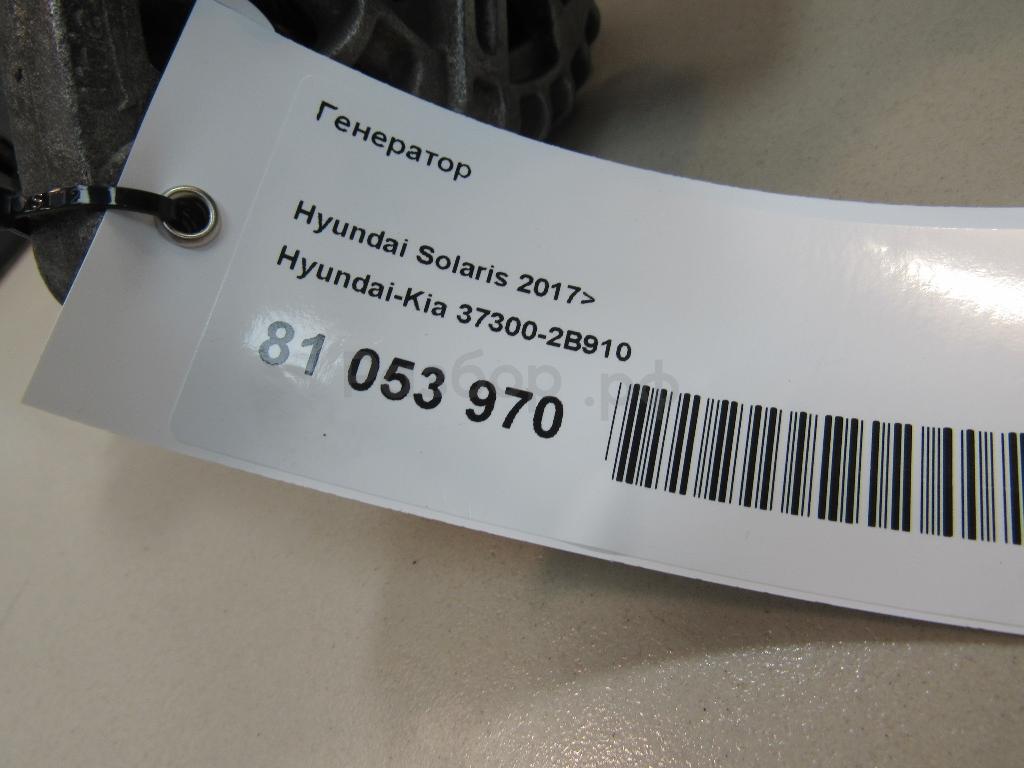 Генератор
Hyundai Solaris 2017>
Hyundai-Kia 37300-2B910
81 053 970